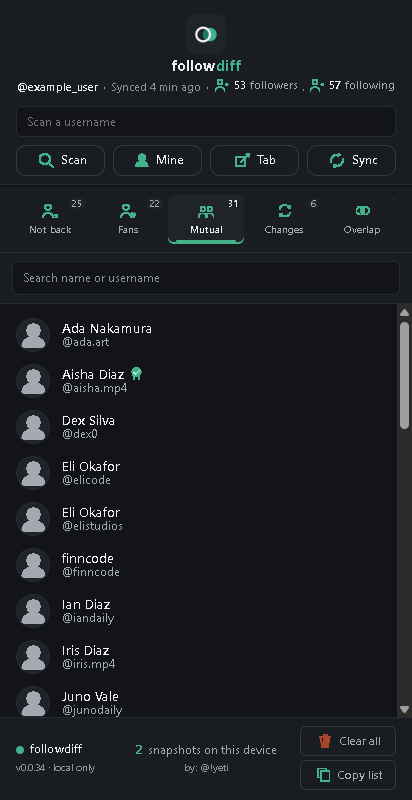 followdiff
@example_user · Synced 4 min ago · 53 followers , 57 following
Scan a username
Scan Mine Tab Sync
25 22 31 6
Not back Fans Mutual Changes Overlap
Search name or username
Ada Nakamura
@ada.art
Aisha Diaz
@aisha.mp4
Dex Silva
@dex0
Eli Okafor
@elicode
Eli Okafor
@elistudios
finncode
@finncode
Ian Diaz
@iandaily
Iris Diaz
@iris.mp4
Juno Vale
@junodaily
followdiff
v0.0.34 · local only
2 snapshots on this device
by: @!yeti
Clear all
Copy list